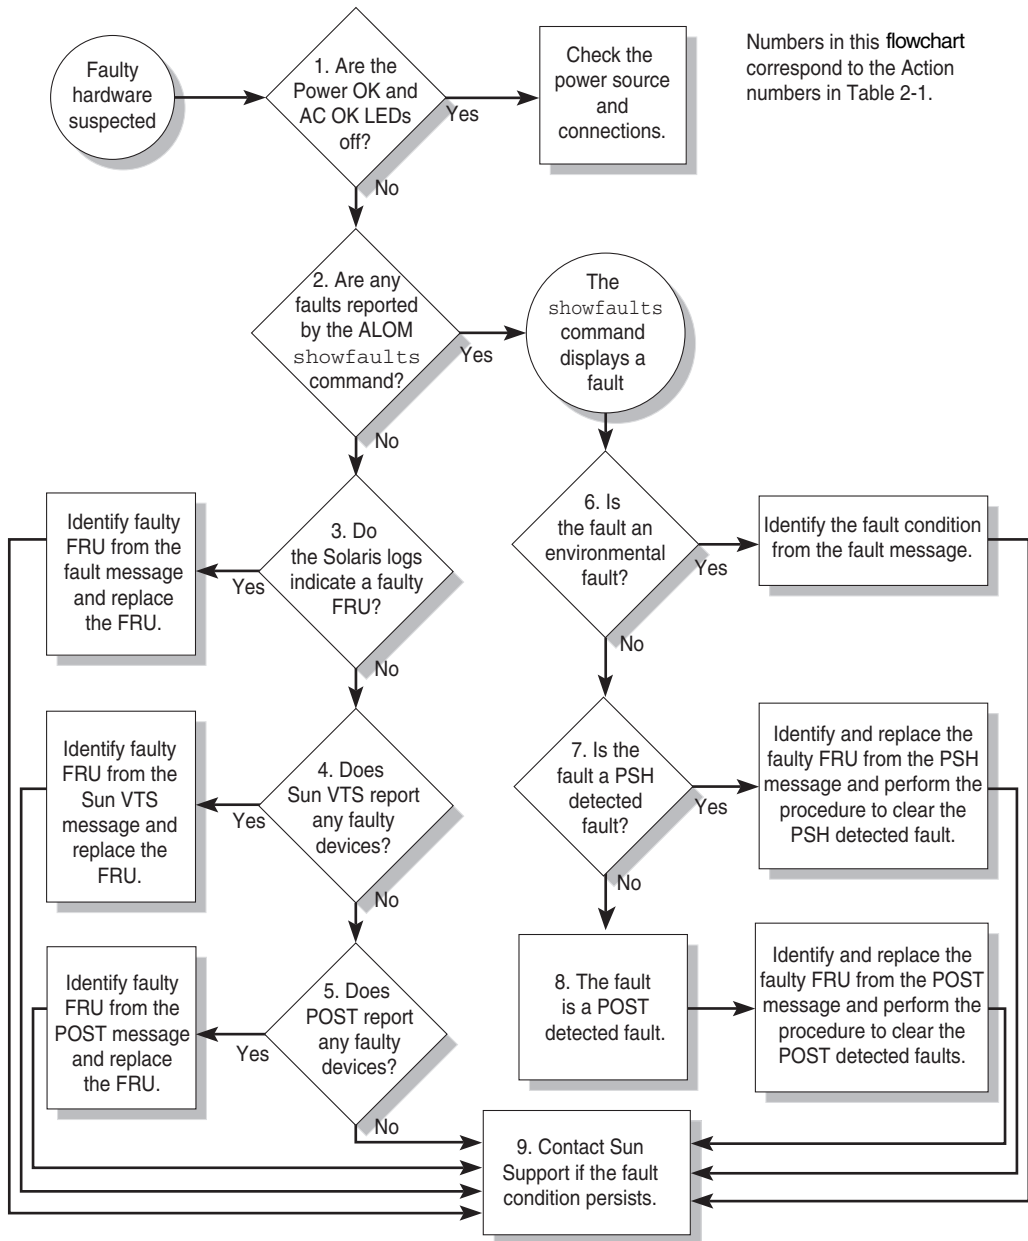 Faulty
hardware
suspected
1. Are the
Power OK and
AC OK LEDs
off?
Yes
Check the
power source
and
connections.
Numbers in this flowchart
correspond to the Action
numbers in Table 2-1.
No
2. Are any
faults reported
by the ALOM
showfaults
command?
Yes
The
showfaults
command
displays a
fault
No
3. Do
the Solaris logs
indicate a faulty
FRU?
Yes
Identify faulty
FRU from the
fault message
and replace
the FRU.
6. Is
the fault an
environmental
fault?
Yes
Identify the fault condition
from the fault message.
No
No
4. Does
Sun VTS report
any faulty
devices?
Yes
Identify faulty
FRU from the
Sun VTS
message and
replace the
FRU.
7. Is the
fault a PSH
detected
fault?
Yes
Identify and replace the
faulty FRU from the PSH
message and perform the
procedure to clear the
PSH detected fault.
No
No
5. Does
POST report
any faulty
devices?
Yes
Identify faulty
FRU from the
POST message
and replace
the FRU.
8. The fault
is a POST
detected fault.
Identify and replace the
faulty FRU from the POST
message and perform the
procedure to clear the
POST detected faults.
No
9. Contact Sun
Support if the fault
condition persists.